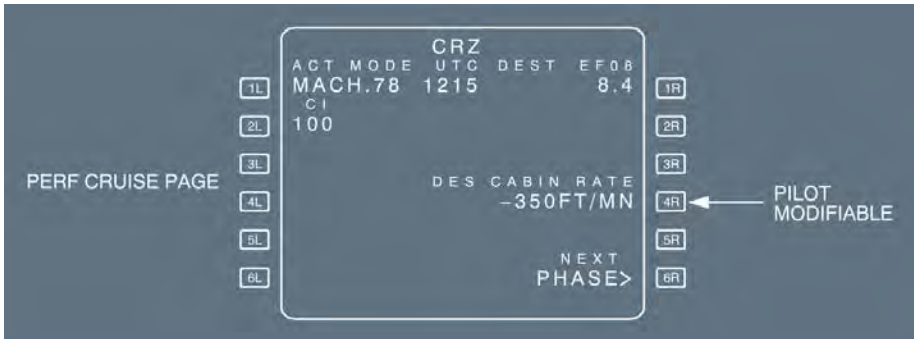 CRZ
ACT MODE UTC DEST EF08
1L MACH.78 1215 8.4 1R
CI
2L 100 2R
3L 3R
PERF CRUISE PAGE
DES CABIN RATE
4L -350FT/MN 4R
PILOT
MODIFIABLE
5L 5R
NEXT
6L PHASE> 6R